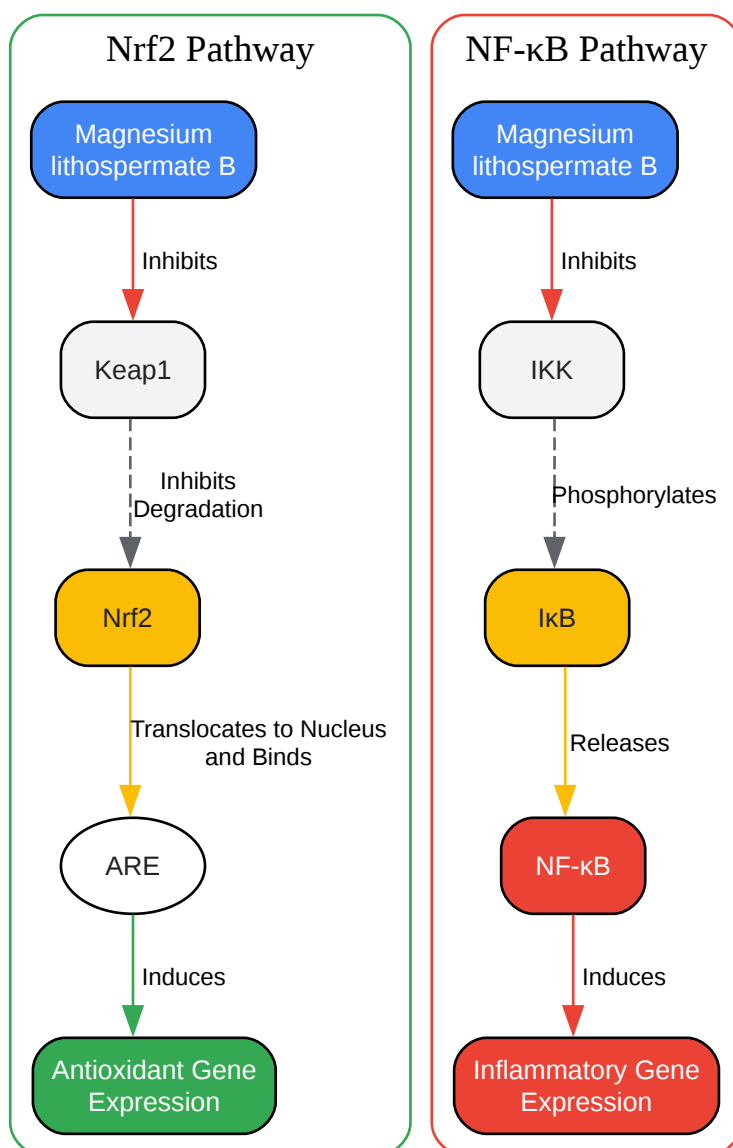 Nrf2 Pathway
Magnesium
lithospermate B
Inhibits
Keap1
Inhibits
Degradation
Nrf2
Translocates to Nucleus
and Binds
ARE
Induces
Antioxidant Gene
Expression
NF-κB Pathway
Magnesium
lithospermate B
Inhibits
IKK
Phosphorylates
IκB
Releases
NF-κB
Induces
Inflammatory Gene
Expression